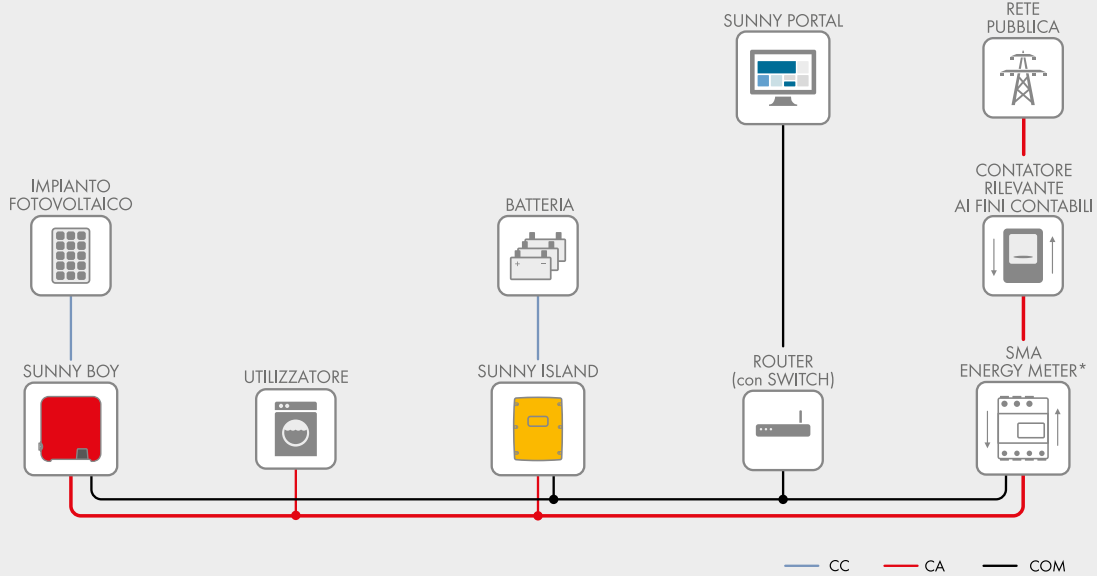 SUNNY PORTAL
RETE
PUBBLICA
IMPIANTO
FOTOVOLTAICO
BATTERIA
CONTATORE
RILEVANTE
AI FINI CONTABILI
SUNNY BOY
UTILIZZATORE
SUNNY ISLAND
ROUTER
(con SWITCH)
SMA
ENERGY METER*
CC
CA
COM